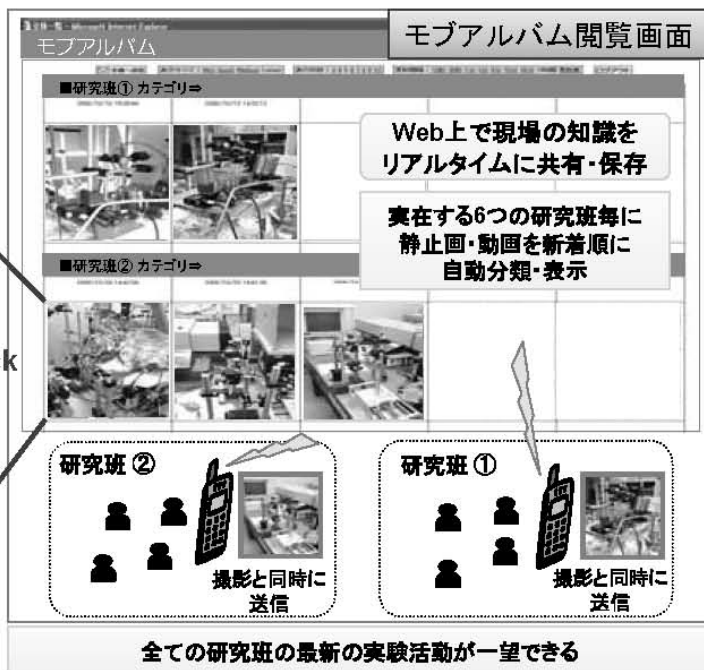 モブアルバム
モブアルバム閲覧画面
■研究班① カテゴリ⇒
Web上で現場の知識を
リアルタイムに共有・保存
実在する6つの研究班毎に
静止画・動画を新着順に
自動分類・表示
■研究班② カテゴリ⇒
研究班 ②
撮影と同時に
送信
研究班 ①
撮影と同時に
送信
全ての研究班の最新の実験活動が一望できる